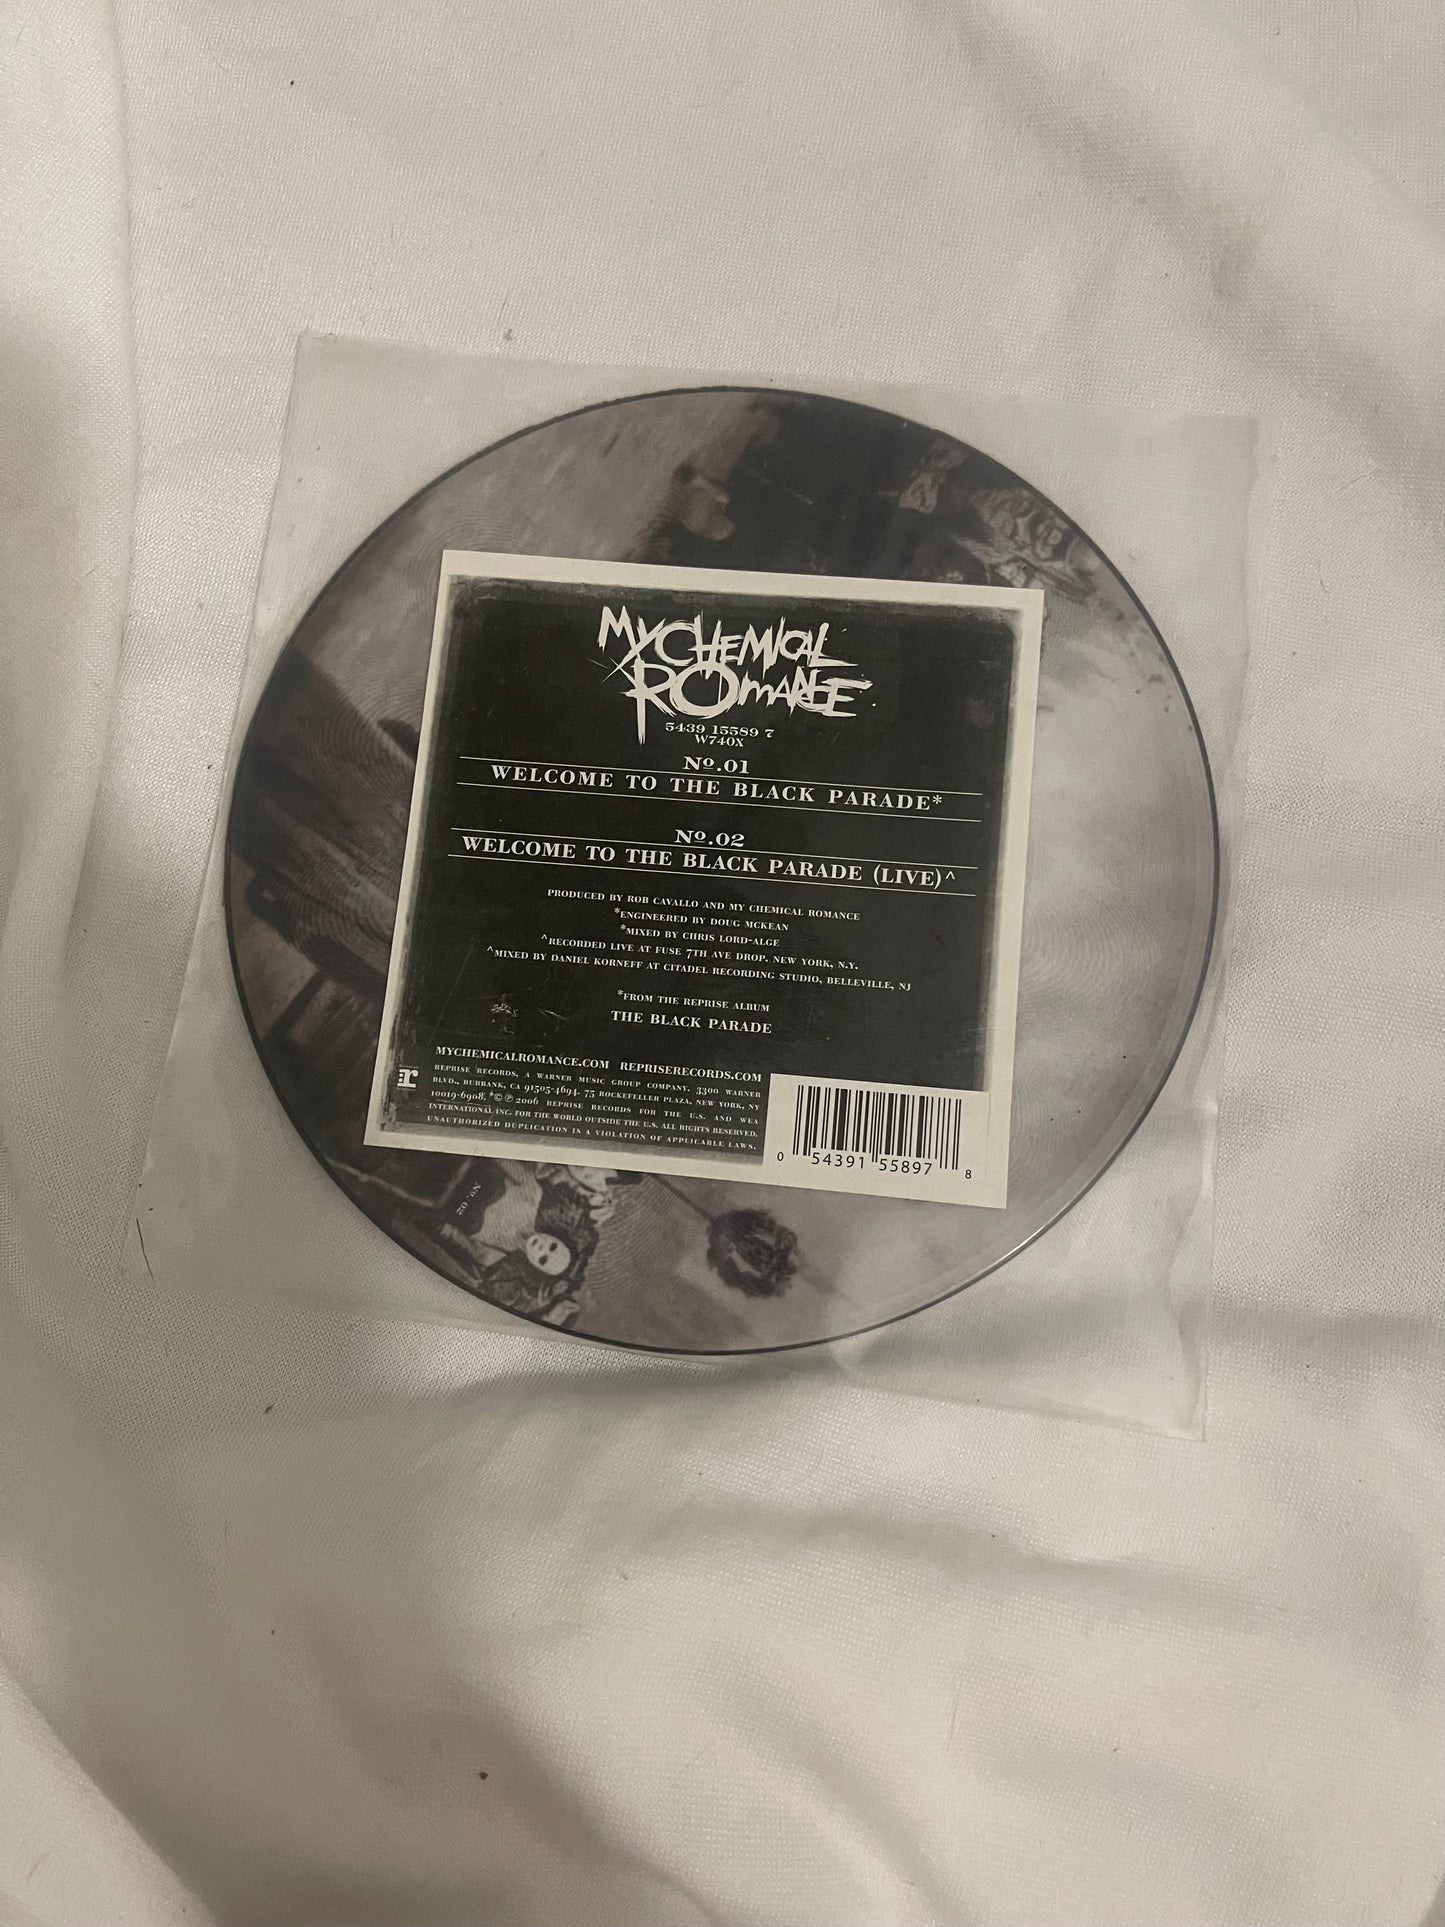 MY CHEMICAL
ROMANCE
5439 15589 7
W740X
Nº.01
WELCOME TO THE BLACK PARADE*
Nº.02
WELCOME TO THE BLACK PARADE (LIVE)^
PRODUCED BY ROB CAVALLO AND MY CHEMICAL ROMANCE
*ENGINEERED BY DOUG MCKEAN
*MIXED BY CHRIS LORD-ALGE
^RECORDED LIVE AT FUSE 7TH AVE DROP. NEW YORK, N.Y.
^MIXED BY DANIEL KORNEFF AT CITADEL RECORDING STUDIO, BELLEVILLE, NJ
*FROM THE REPRISE ALBUM
THE BLACK PARADE
MYCHEMICALROMANCE.COM REPRISERECORDS.COM
REPRISE RECORDS, A WARNER MUSIC GROUP COMPANY. 3300 WARNER
BLVD., BURBANK, CA 91505-4694. 75 ROCKEFELLER PLAZA, NEW YORK, NY
10019-6908. *© ℗ 2006 REPRISE RECORDS FOR THE U.S. AND WEA
INTERNATIONAL INC. FOR THE WORLD OUTSIDE THE U.S. ALL RIGHTS RESERVED.
UNAUTHORIZED DUPLICATION IS A VIOLATION OF APPLICABLE LAWS.
r
0 54391 55897 8
Nº. 02